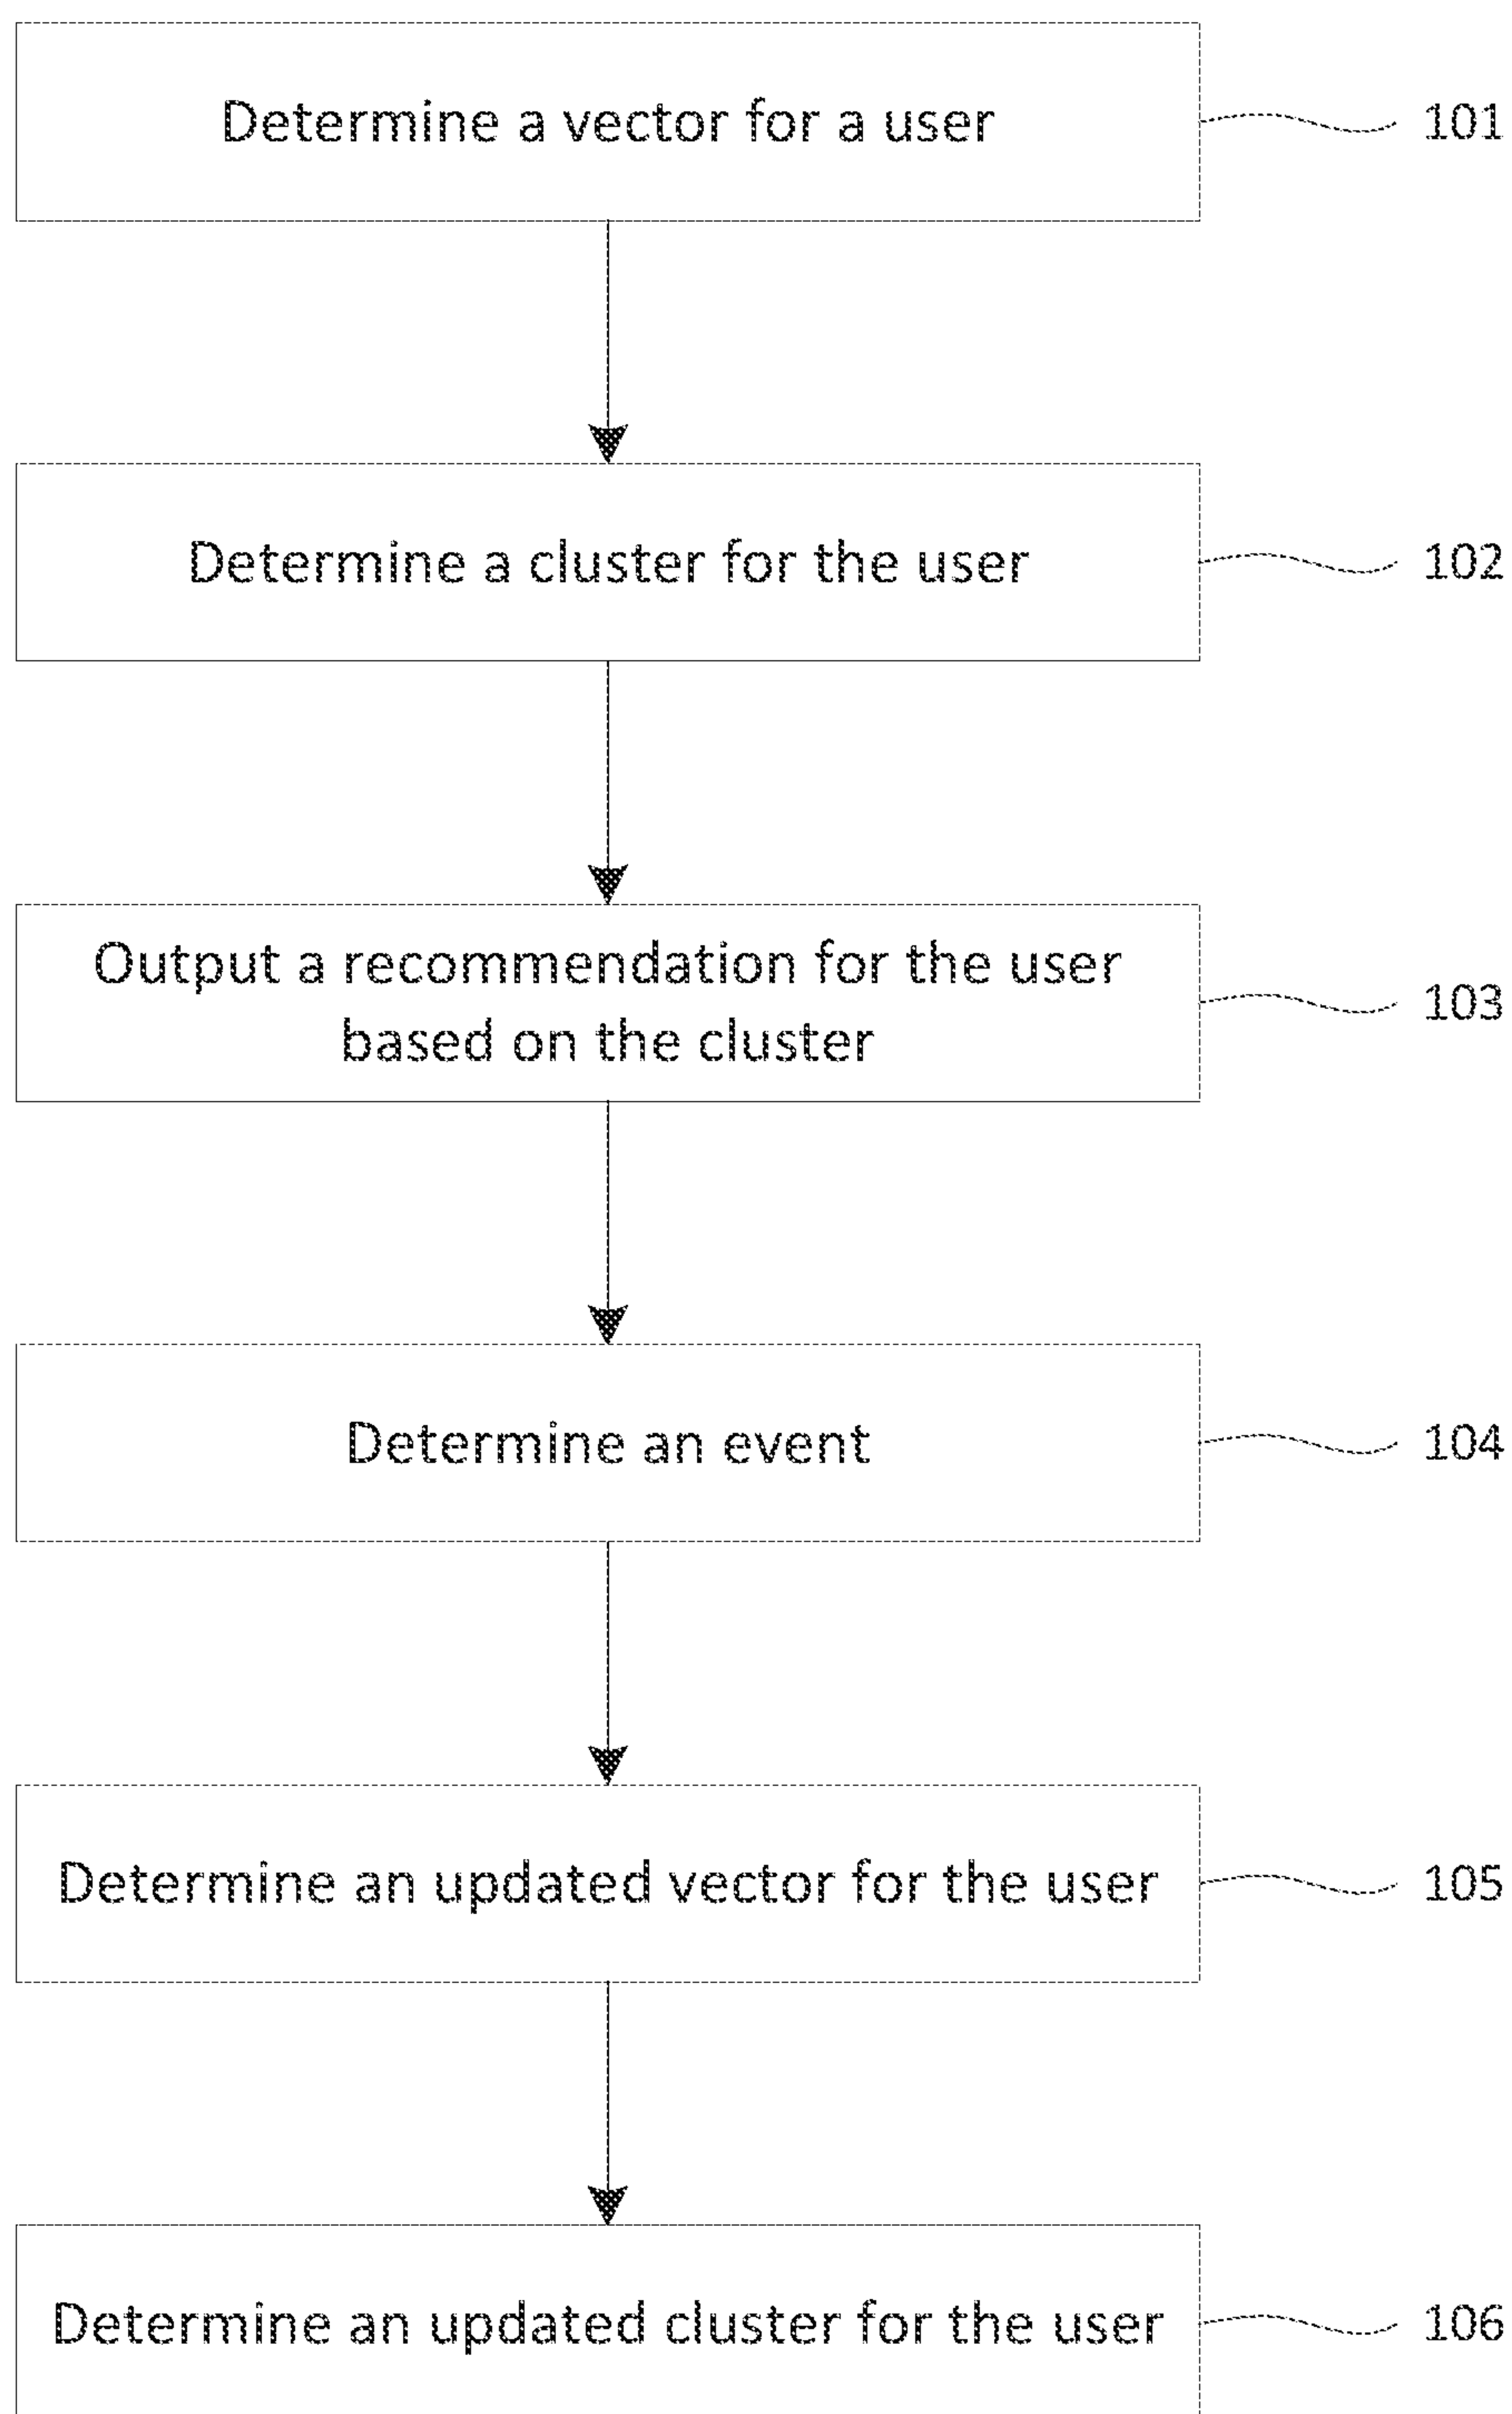 Determine a vector for a user
101
Determine a cluster for the user
102
Output a recommendation for the user
based on the cluster
103
Determine an event
104
Determine an updated vector for the user
105
Determine an updated cluster for the user
106